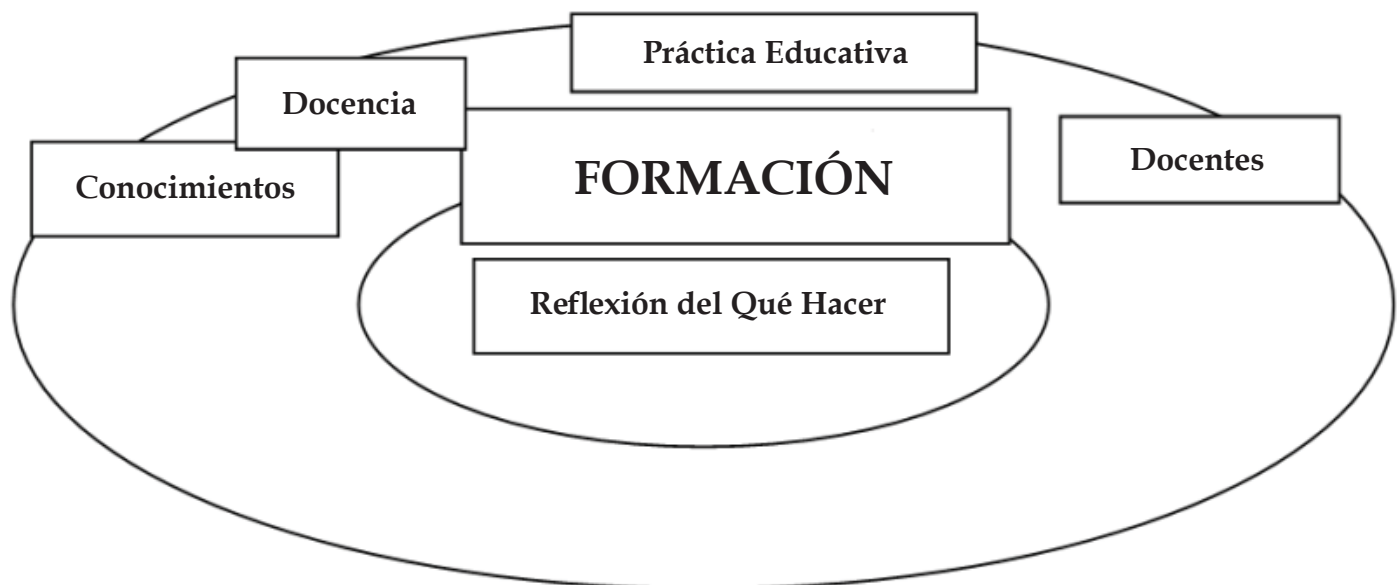 Práctica Educativa
Docencia
Conocimientos
FORMACIÓN
Docentes
Reflexión del Qué Hacer